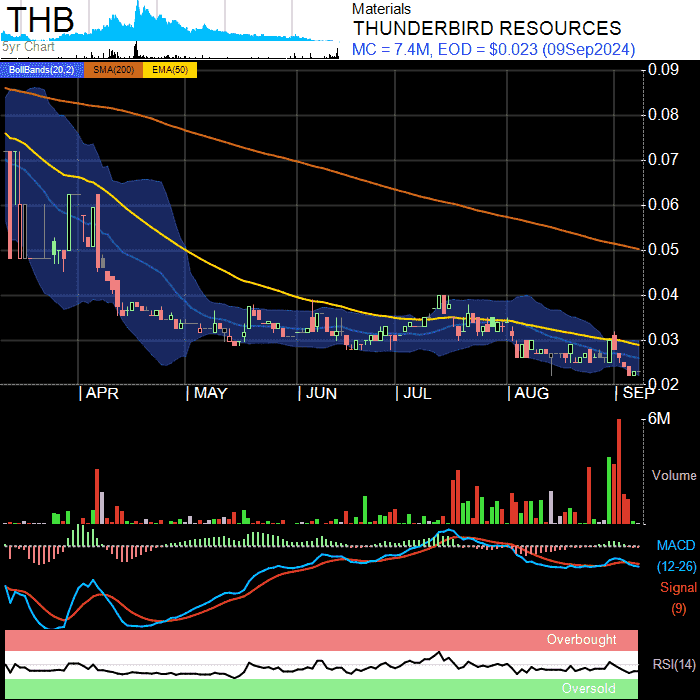 THB
5yr Chart
Materials
THUNDERBIRD RESOURCES
MC = 7.4M, EOD = $0.023 (09Sep2024)
BollBands(20,2) SMA(200) EMA(50)
0.09
0.08
0.07
0.06
0.05
0.04
0.03
0.02
APR MAY JUN JUL AUG SEP
6M
Volume
MACD
(12-26)
Signal
(9)
Overbought
RSI(14)
Oversold